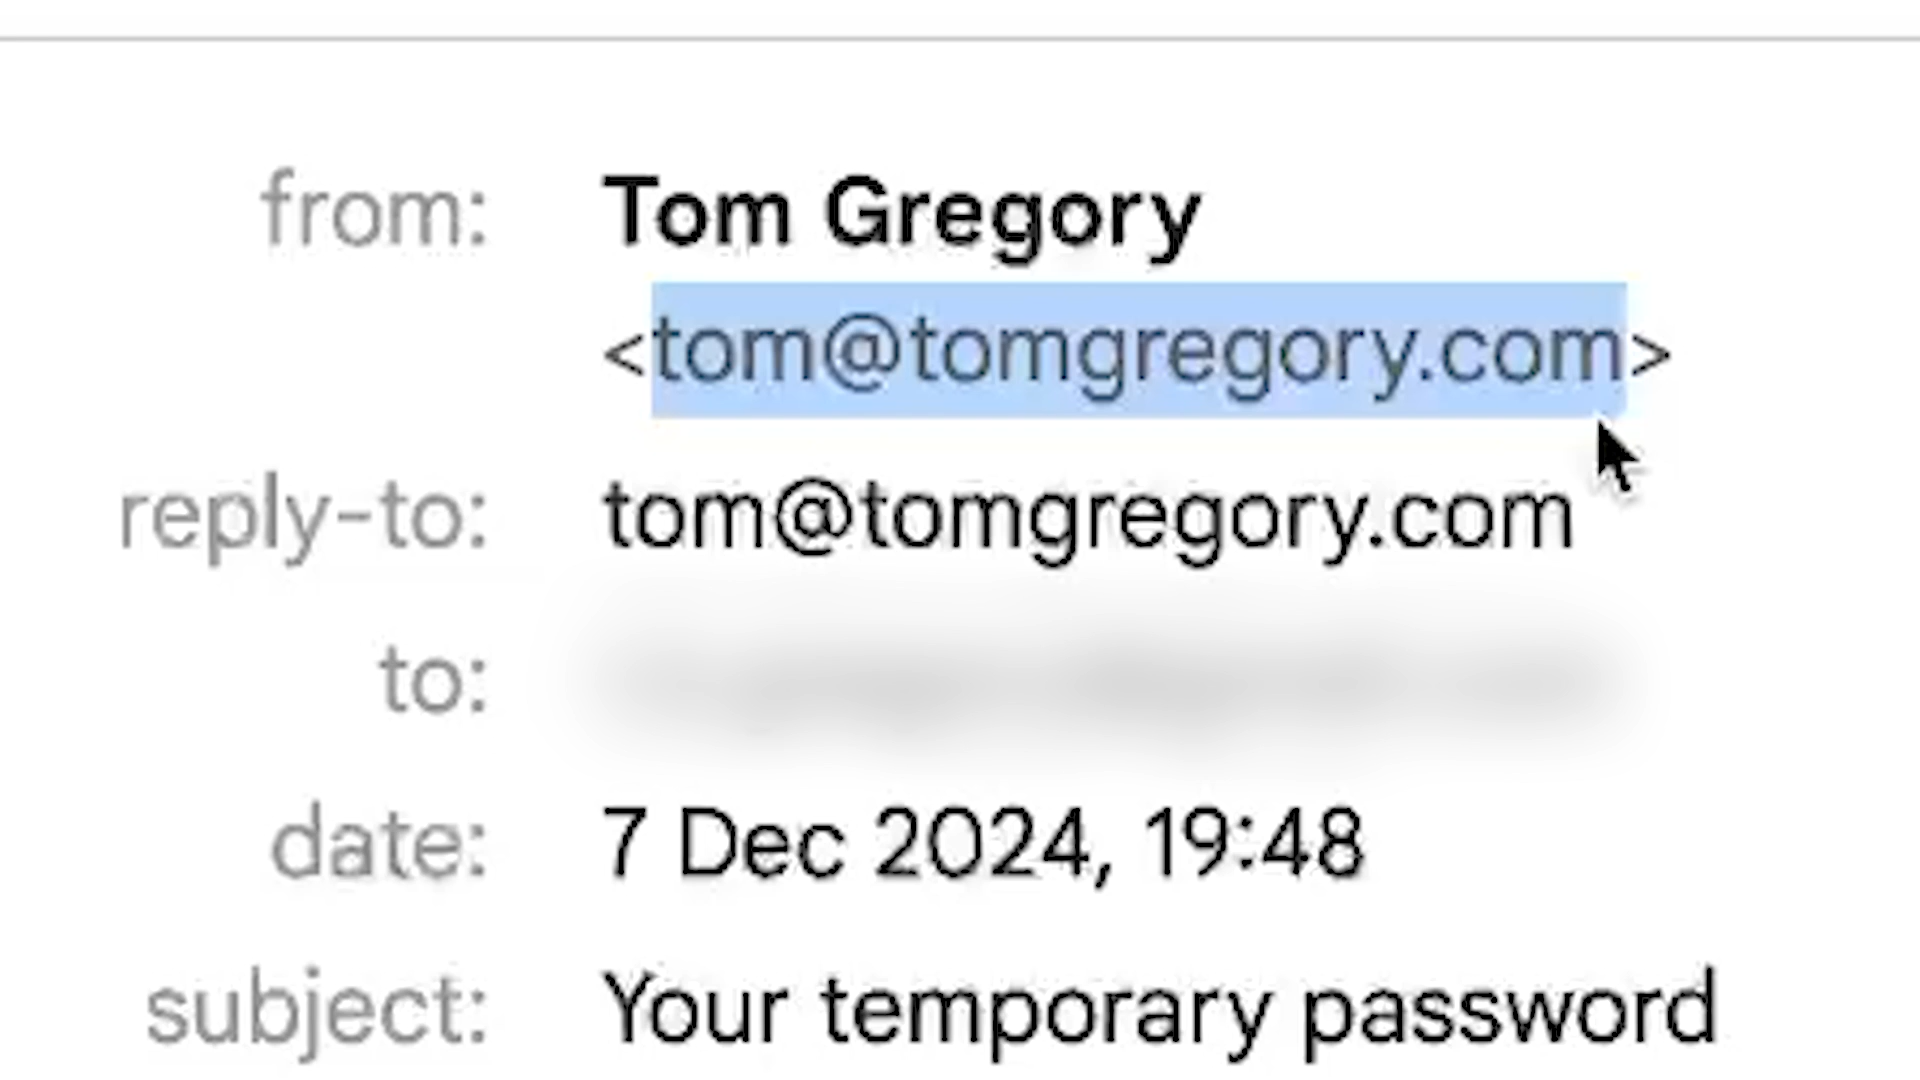 from: Tom Gregory
<tom@tomgregory.com>
reply-to: tom@tomgregory.com
to:
date: 7 Dec 2024, 19:48
subject: Your temporary password